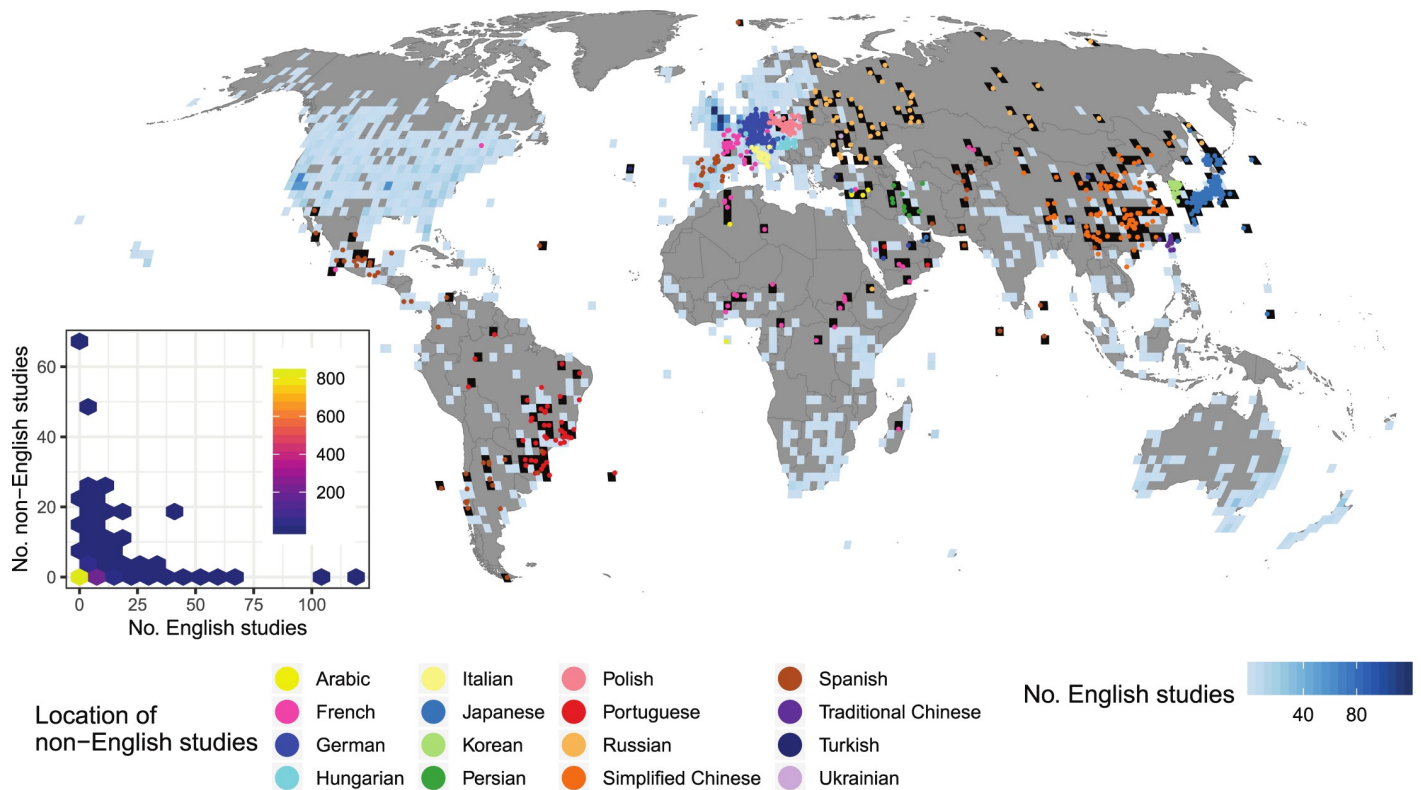 60
40
20
0
No. non−English studies
0
25
50
75
100
No. English studies
800
600
400
200
Location of
non−English studies
Arabic
French
German
Hungarian
Italian
Japanese
Korean
Persian
Polish
Portuguese
Russian
Simplified Chinese
Spanish
Traditional Chinese
Turkish
Ukrainian
No. English studies
40
80